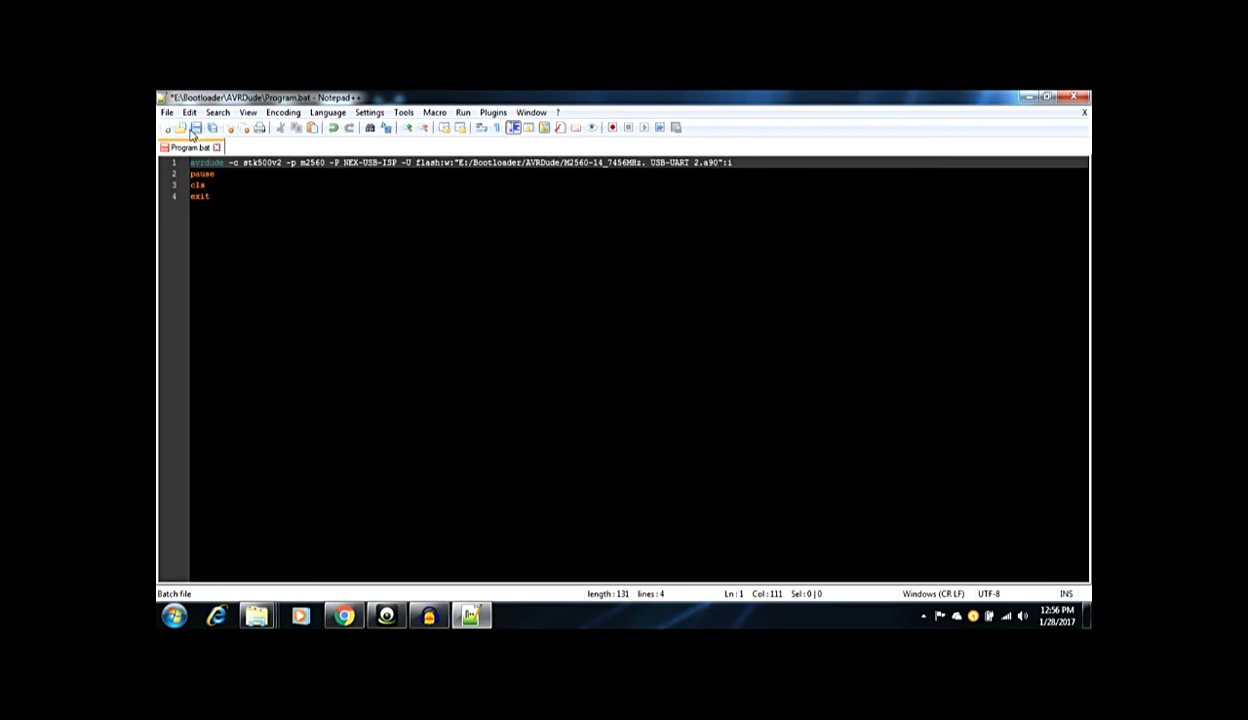 *E:\Bootloader\AVRDude\Program.bat - Notepad++
File Edit Search View Encoding Language Settings Tools Macro Run Plugins Window ? X
Program.bat
1 avrdude -c stk500v2 -p m2560 -P NEX-USB-ISP -U flash:w:"E:/Bootloader/AVRDude/M2560-14_7456MHz. USB-UART 2.a90":i
2 pause
3 cls
4 exit
Batch file length : 131 lines : 4 Ln : 1 Col : 111 Sel : 0 | 0 Windows (CR LF) UTF-8 INS
12:56 PM
1/28/2017